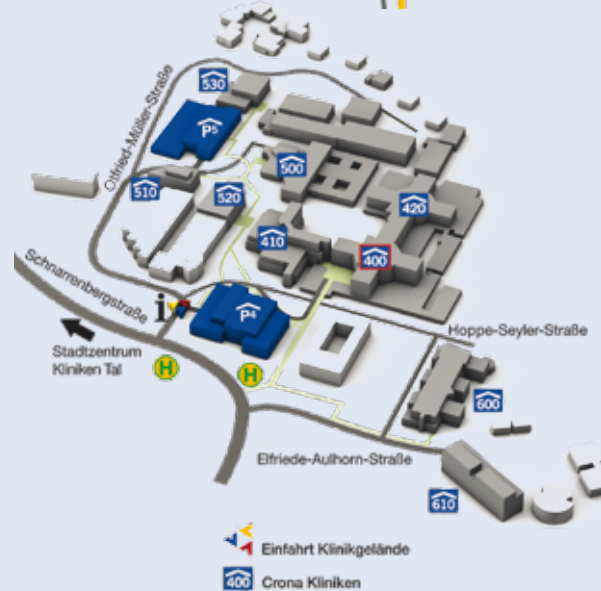 530
P5
Otfried-Müller-Straße
500
510
520
420
410
400
Schnarrenbergstraße
i
P4
Stadtzentrum
Kliniken Tal
Hoppe-Seyler-Straße
H
H
600
Elfriede-Aulhorn-Straße
610
Einfahrt Klinikgelände
400 Crona Kliniken